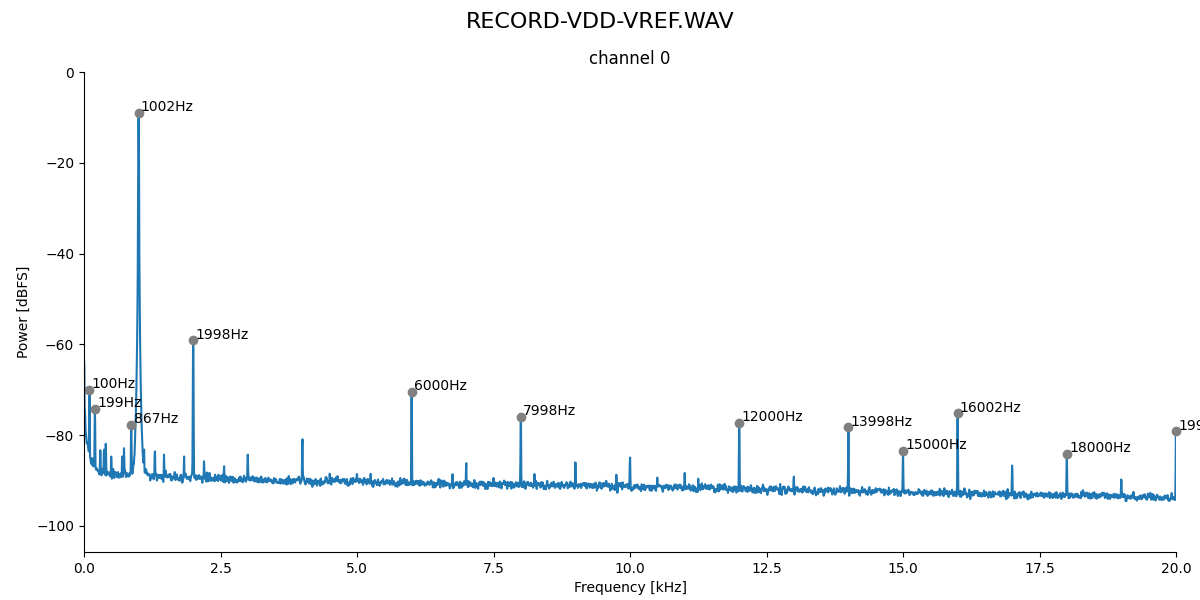 RECORD-VDD-VREF.WAV
channel 0
Power [dBFS]
0
−20
−40
−60
−80
−100
1002Hz
1998Hz
100Hz
199Hz
867Hz
6000Hz
7998Hz
12000Hz
13998Hz
15000Hz
16002Hz
18000Hz
199
0.0 2.5 5.0 7.5 10.0 12.5 15.0 17.5 20.0
Frequency [kHz]